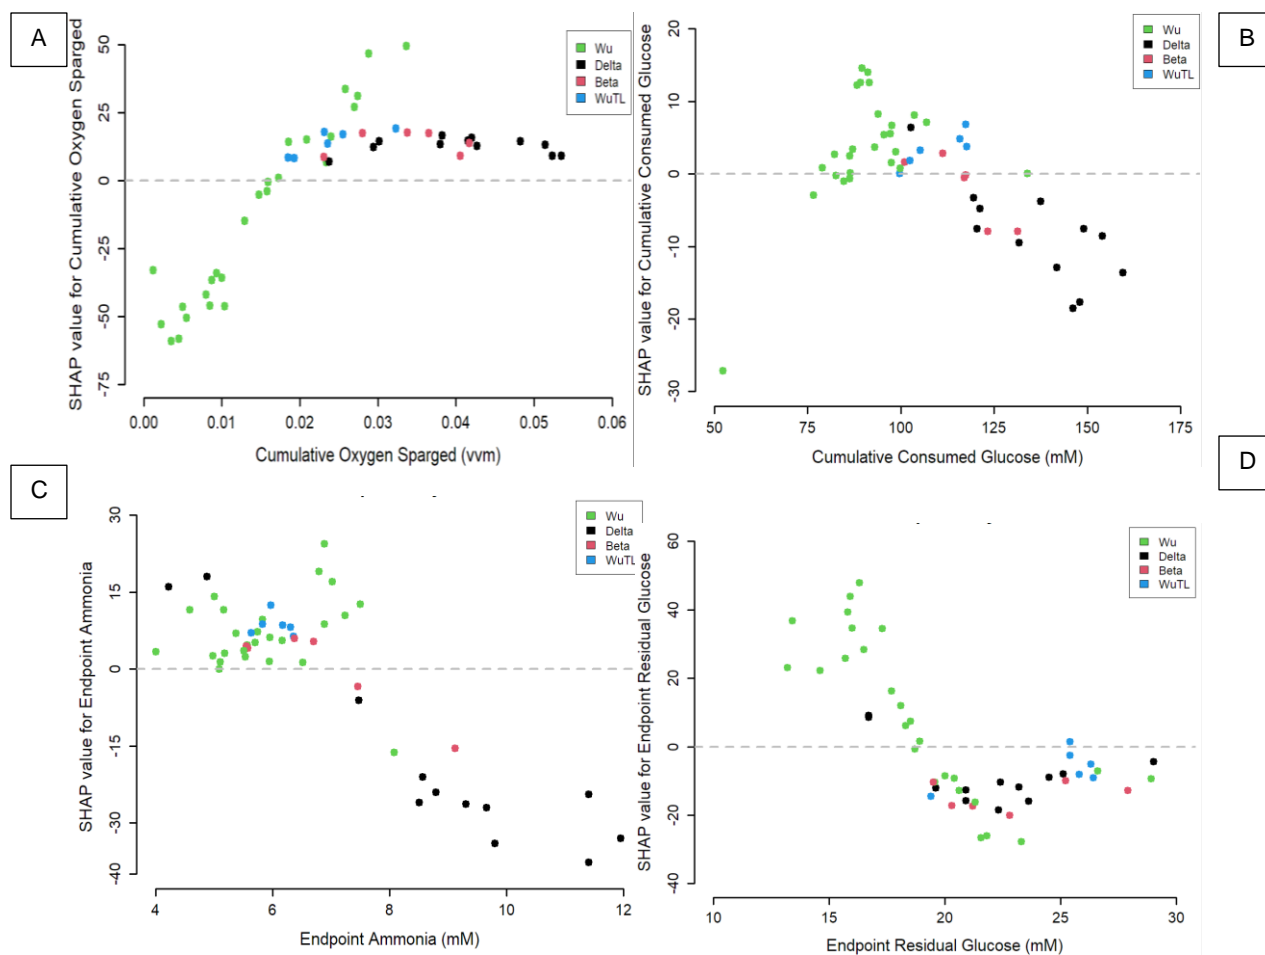 A
SHAP value for Cumulative Oxygen Sparged
50
25
0
-25
-50
-75
0.00 0.01 0.02 0.03 0.04 0.05 0.06
Cumulative Oxygen Sparged (vvm)
Wu
Delta
Beta
WuTL
B
SHAP value for Cumulative Consumed Glucose
20
10
0
-10
-20
-30
50 75 100 125 150 175
Cumulative Consumed Glucose (mM)
Wu
Delta
Beta
WuTL
C
SHAP value for Endpoint Ammonia
30
15
0
-15
-30
-40
4 6 8 10 12
Endpoint Ammonia (mM)
Wu
Delta
Beta
WuTL
D
SHAP value for Endpoint Residual Glucose
60
40
20
0
-20
-40
10 15 20 25 30
Endpoint Residual Glucose (mM)
Wu
Delta
Beta
WuTL